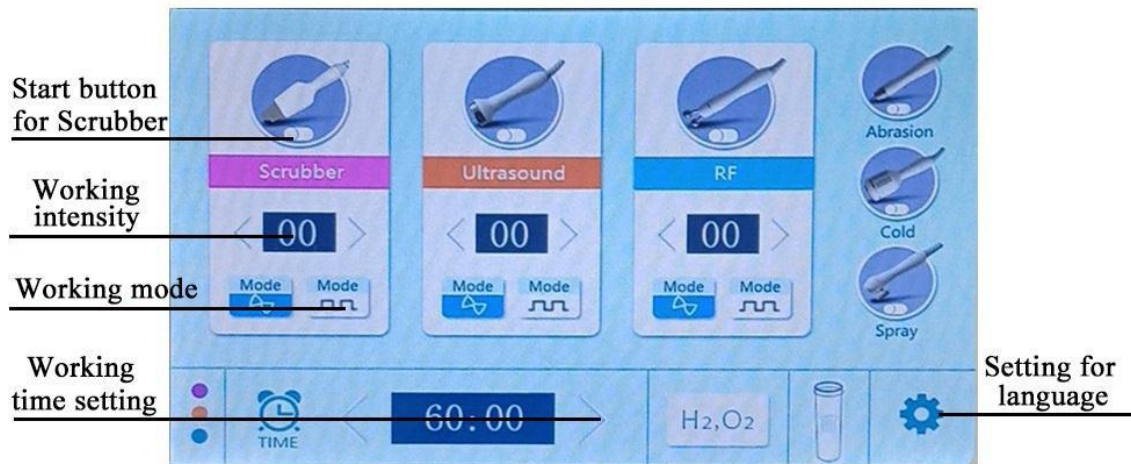 Start button
for Scrubber
Working
intensity
Working mode
Working
time setting
Setting for
language
Scrubber
00
Mode Mode
Ultrasound
00
Mode Mode
RF
00
Mode Mode
Abrasion
Cold
Spray
TIME
60:00
H2,O2